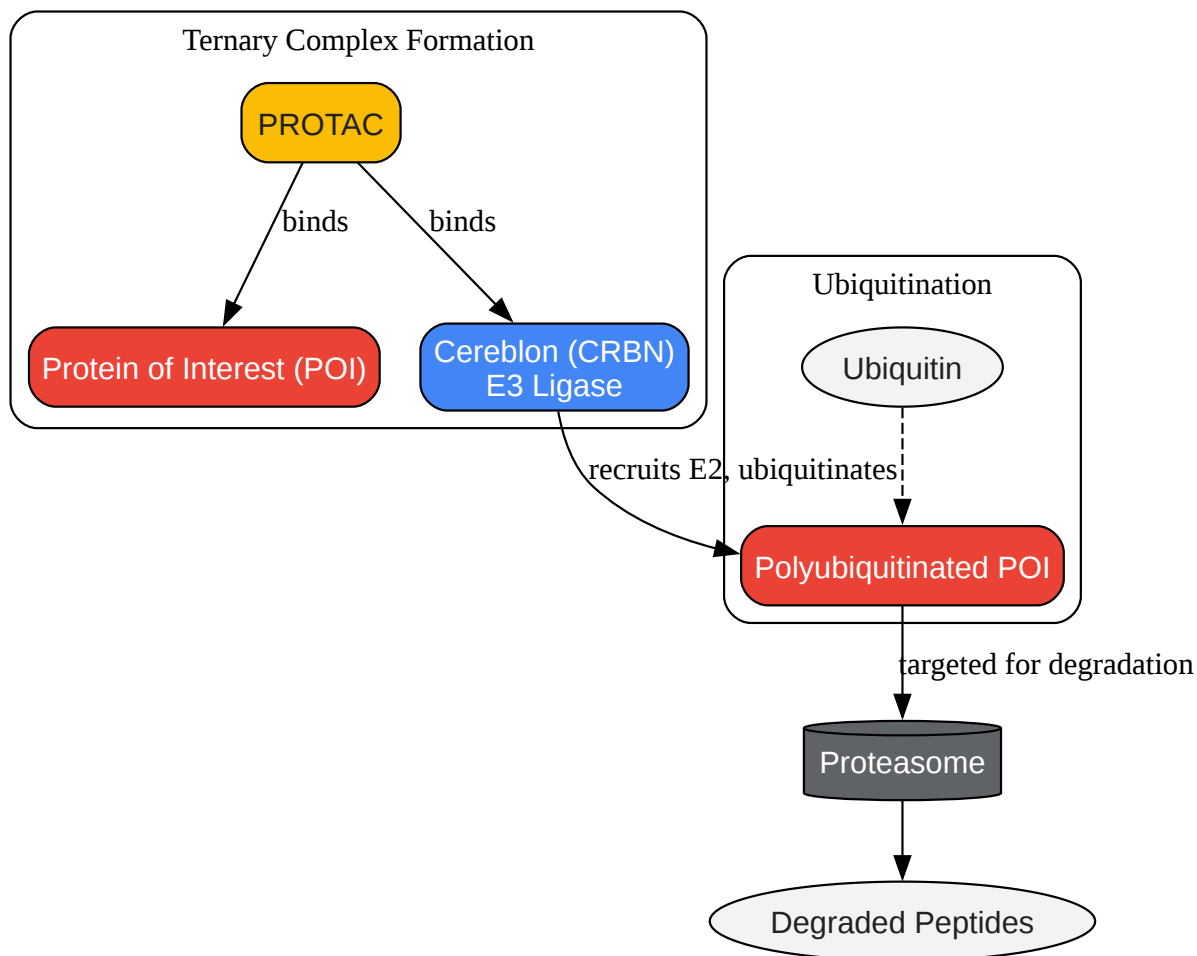 Ternary Complex Formation
PROTAC
binds
binds
Protein of Interest (POI)
Cereblon (CRBN)
E3 Ligase
Ubiquitination
Ubiquitin
recruits E2, ubiquitinates
Polyubiquitinated POI
targeted for degradation
Proteasome
Degraded Peptides